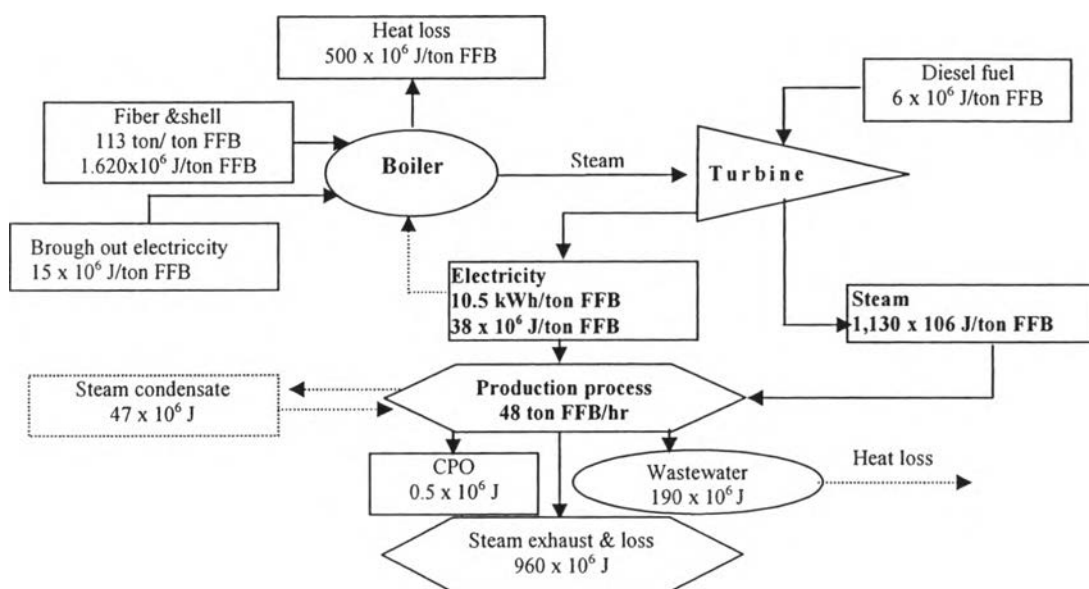 Heat loss
500 x 10⁶ J/ton FFB
Diesel fuel
6 x 10⁶ J/ton FFB
Fiber &shell
113 ton/ ton FFB
1.620x10⁶ J/ton FFB
Boiler
Steam
Turbine
Brough out electriccity
15 x 10⁶ J/ton FFB
Electricity
10.5 kWh/ton FFB
38 x 10⁶ J/ton FFB
Steam
1,130 x 106 J/ton FFB
Steam condensate
47 x 10⁶ J
Production process
48 ton FFB/hr
CPO
0.5 x 10⁶ J
Wastewater
190 x 10⁶ J
Heat loss
Steam exhaust & loss
960 x 10⁶ J